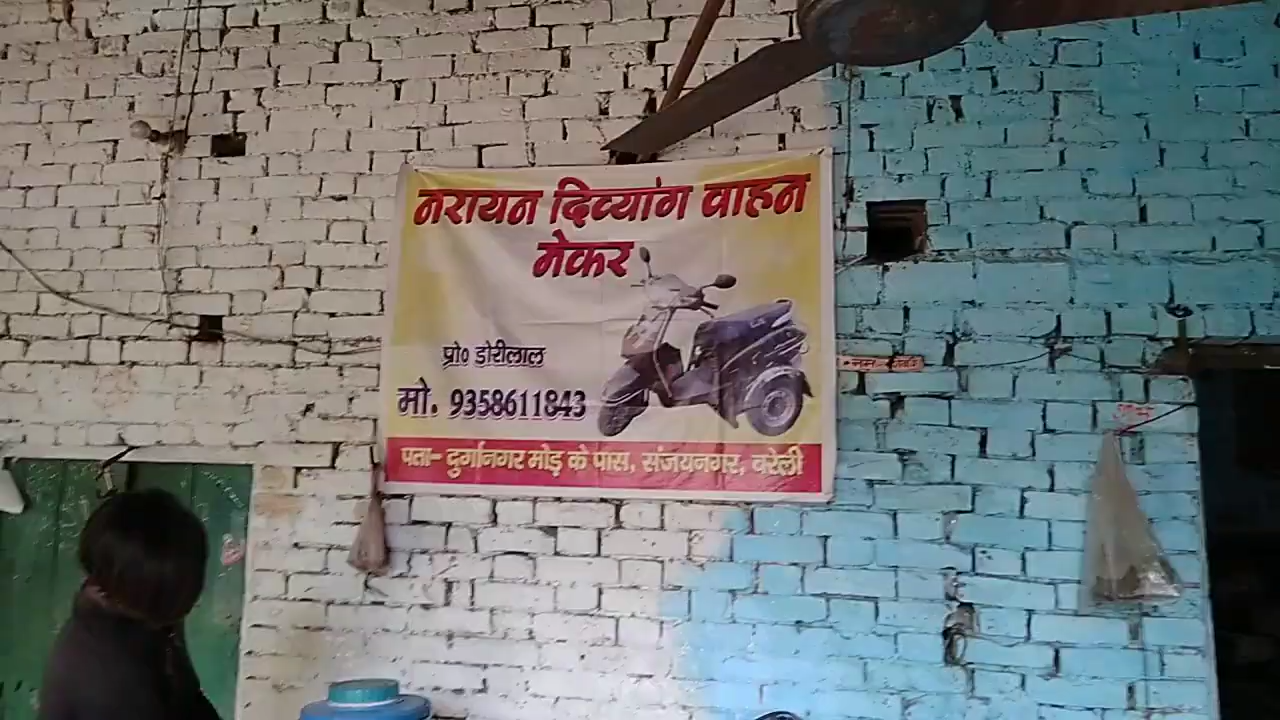 नरायन दिव्यांग वाहन
मेकर
प्रो० डोरीलाल
मो. 9358611843
पता- दुर्गानगर मोड़ के पास, संजयनगर, बरेली